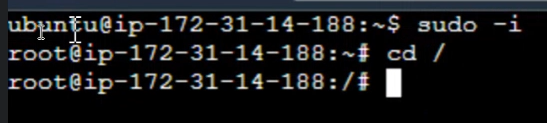 ubuntu@ip-172-31-14-188:~$ sudo -i
root@ip-172-31-14-188:~# cd /
root@ip-172-31-14-188:/#